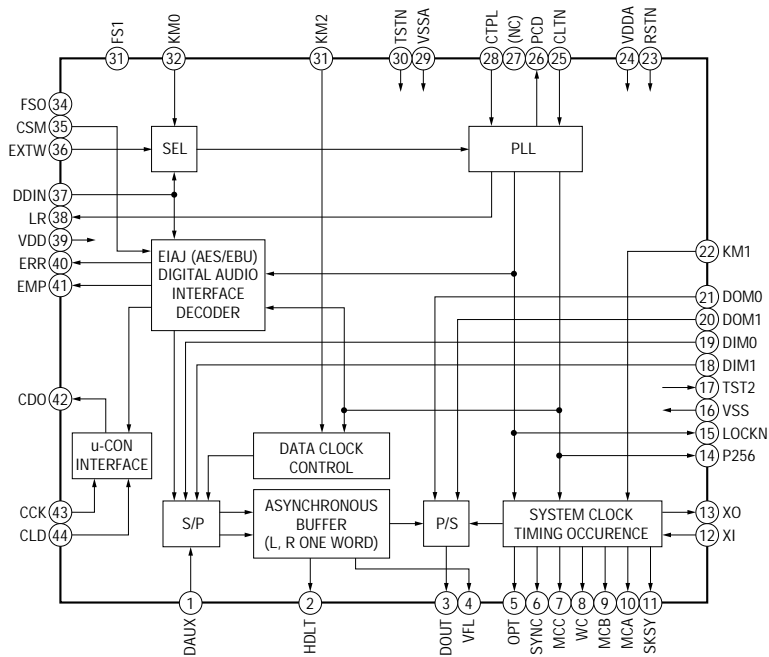 FS1
KM0
KM2
TSTN
VSSA
CTPL
(NC)
PCD
CLTN
VDDA
RSTN
31
32
31
30
29
28
27
26
25
24
23
FSO 34
CSM 35
EXTW 36
DDIN 37
LR 38
VDD 39
ERR 40
EMP 41
CDO 42
CCK 43
CLD 44
SEL
PLL
EIAJ (AES/EBU)
DIGITAL AUDIO
INTERFACE
DECODER
u-CON
INTERFACE
DATA CLOCK
CONTROL
S/P
ASYNCHRONOUS
BUFFER
(L, R ONE WORD)
P/S
SYSTEM CLOCK
TIMING OCCURENCE
22 KM1
21 DOM0
20 DOM1
19 DIM0
18 DIM1
17 TST2
16 VSS
15 LOCKN
14 P256
13 XO
12 XI
1
2
3
4
5
6
7
8
9
10
11
DAUX
HDLT
DOUT
VFL
OPT
SYNC
MCC
WC
MCB
MCA
SKSY